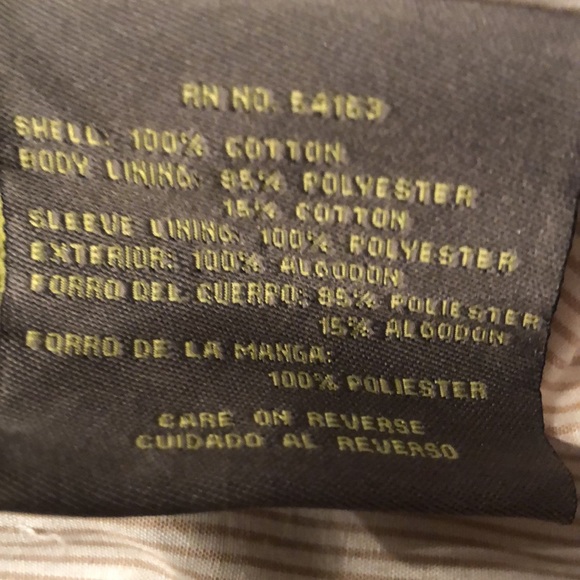 RN NO. 54163
SHELL: 100% COTTON
BODY LINING: 85% POLYESTER
15% COTTON
SLEEVE LINING: 100% POLYESTER
EXTERIOR: 100% ALGODON
FORRO DEL CUERPO: 85% POLIESTER
15% ALGODON
FORRO DE LA MANGA:
100% POLIESTER
CARE ON REVERSE
CUIDADO AL REVERSO